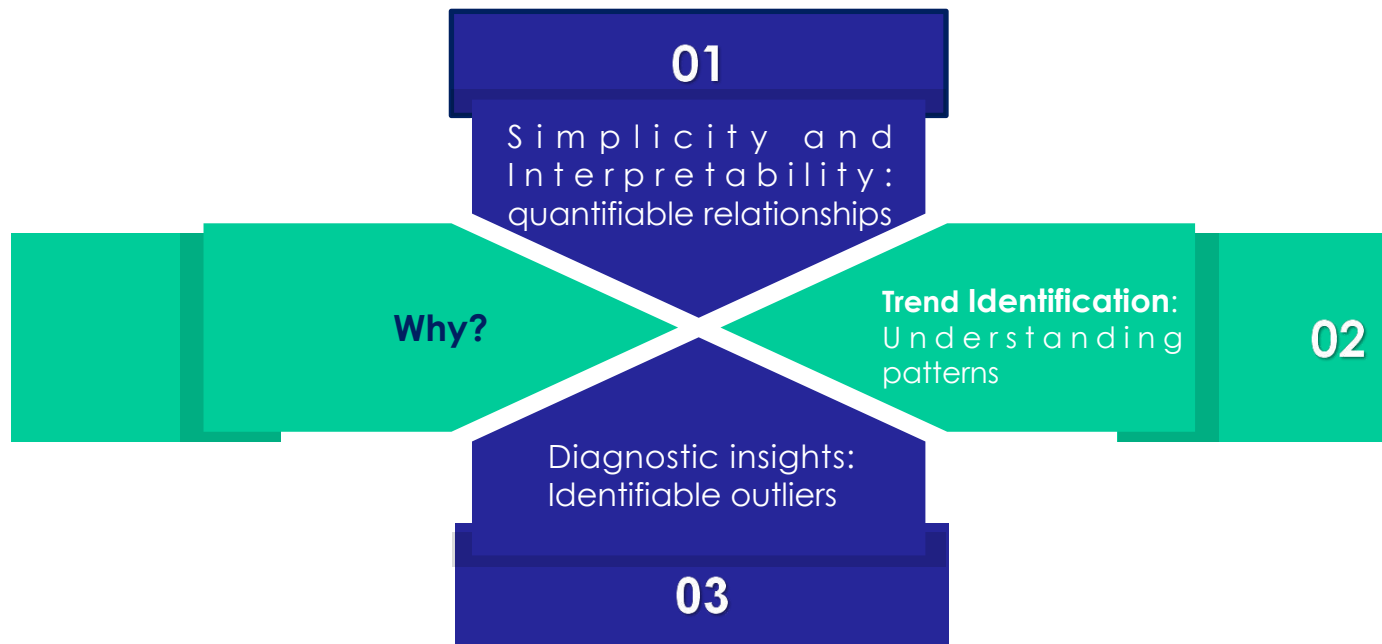 01
Simplicity and
Interpretability:
quantifiable relationships
Why?
Trend Identification:
Understanding
patterns
02
Diagnostic insights:
Identifiable outliers
03